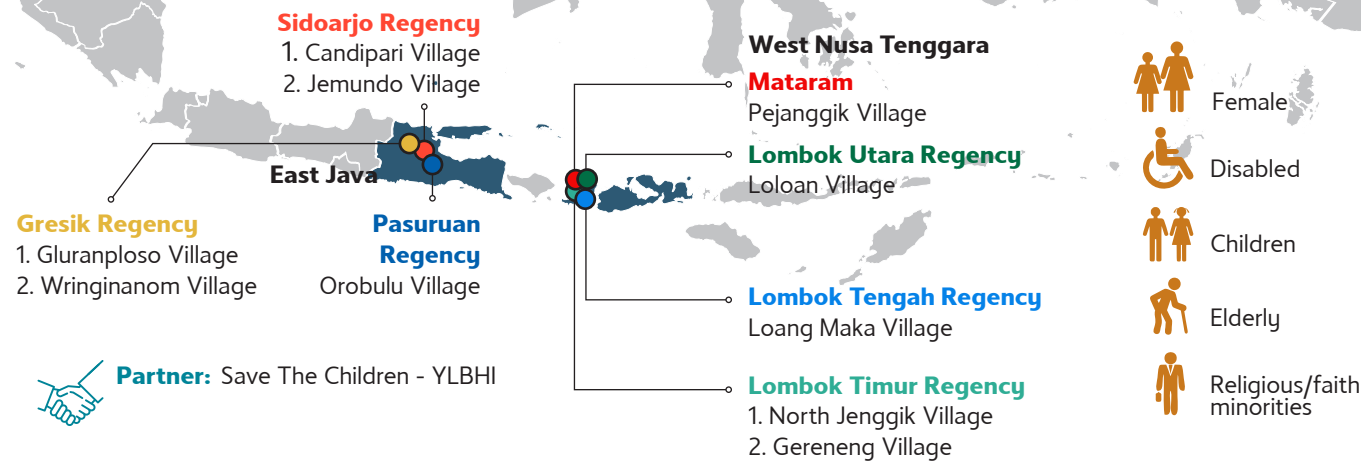 Sidoarjo Regency
1. Candipari Village
2. Jemundo Village
East Java
Gresik Regency
1. Gluranploso Village
2. Wringinanom Village
Pasuruan
Regency
Orobulu Village
Partner: Save The Children - YLBHI
West Nusa Tenggara
Mataram
Pejanggik Village
Lombok Utara Regency
Loloan Village
Lombok Tengah Regency
Loang Maka Village
Lombok Timur Regency
1. North Jenggik Village
2. Gereneng Village
Female
Disabled
Children
Elderly
Religious/faith
minorities